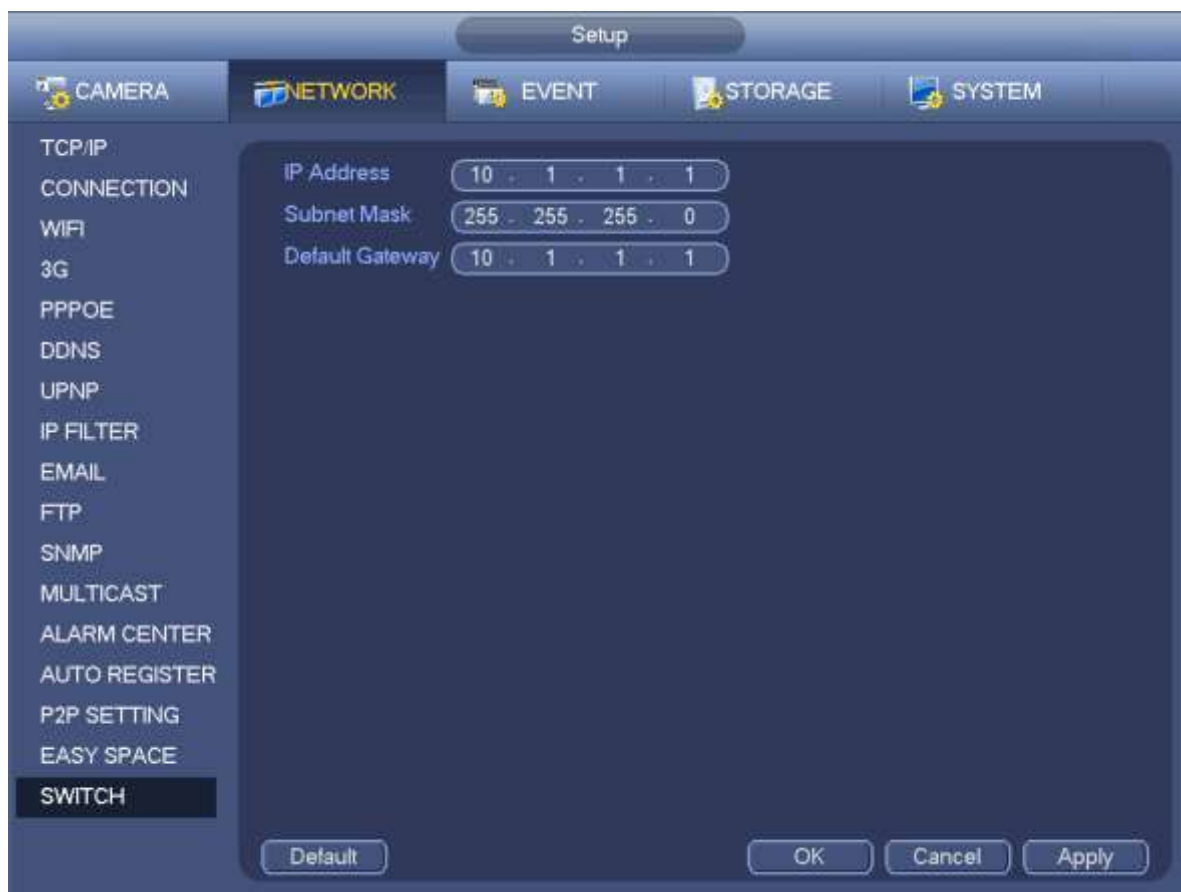 Setup
CAMERA NETWORK EVENT STORAGE SYSTEM
TCP/IP
CONNECTION
WIFI
3G
PPPOE
DDNS
UPNP
IP FILTER
EMAIL
FTP
SNMP
MULTICAST
ALARM CENTER
AUTO REGISTER
P2P SETTING
EASY SPACE
SWITCH
IP Address 10 . 1 . 1 . 1
Subnet Mask 255 . 255 . 255 . 0
Default Gateway 10 . 1 . 1 . 1
Default OK Cancel Apply